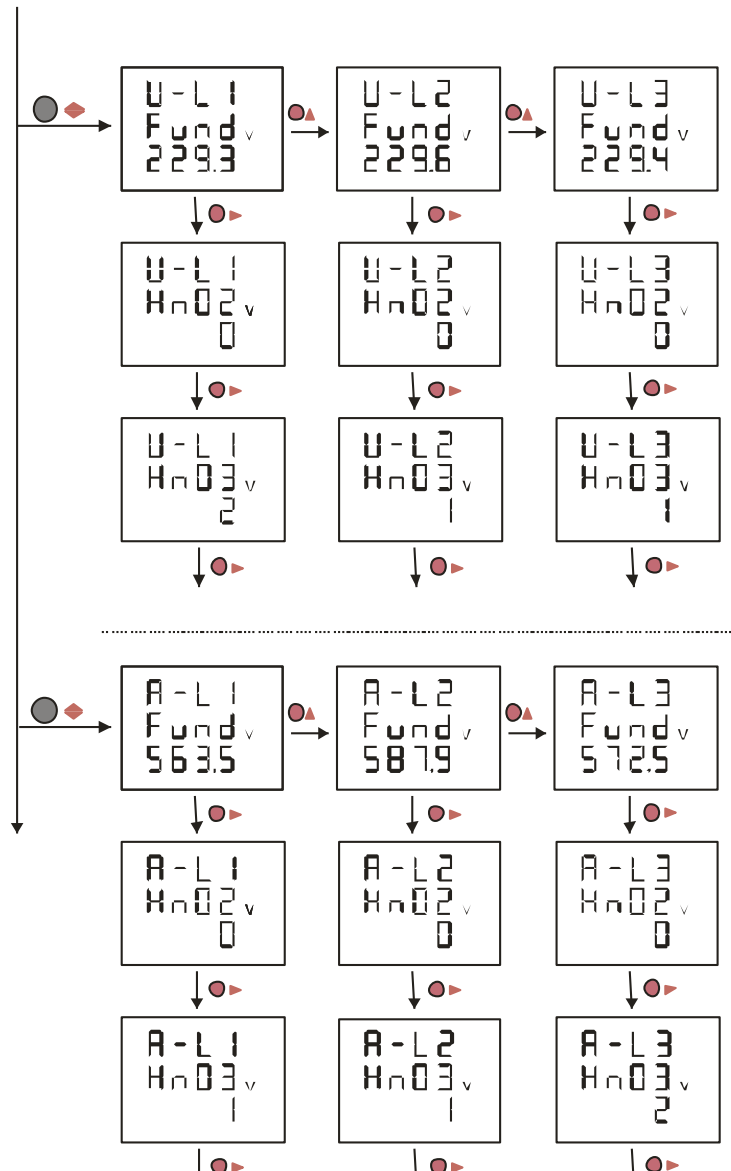 U-L1
Fund V
229.3
U-L2
Fund V
229.6
U-L3
Fund V
229.4
U-L1
Hn02 V
0
U-L2
Hn02 V
0
U-L3
Hn02 V
0
U-L1
Hn03 V
2
U-L2
Hn03 V
1
U-L3
Hn03 V
1
A-L1
Fund V
563.5
A-L2
Fund V
587.9
A-L3
Fund V
572.5
A-L1
Hn02 V
0
A-L2
Hn02 V
0
A-L3
Hn02 V
0
A-L1
Hn03 V
1
A-L2
Hn03 V
1
A-L3
Hn03 V
2